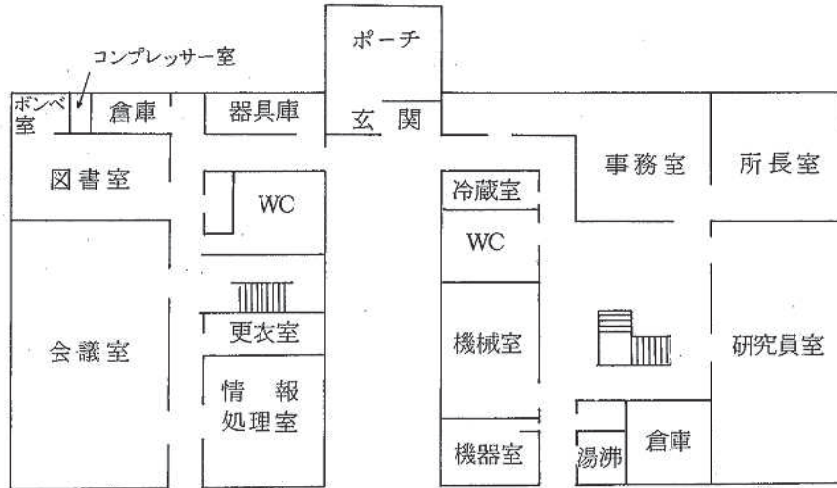 ポーチ
コンプレッサー室
ボンベ
室
倉庫
器具庫
玄関
図書室
事務室
所長室
WC
冷蔵室
WC
会議室
更衣室
機械室
研究員室
情報
処理室
機器室
湯沸
倉庫